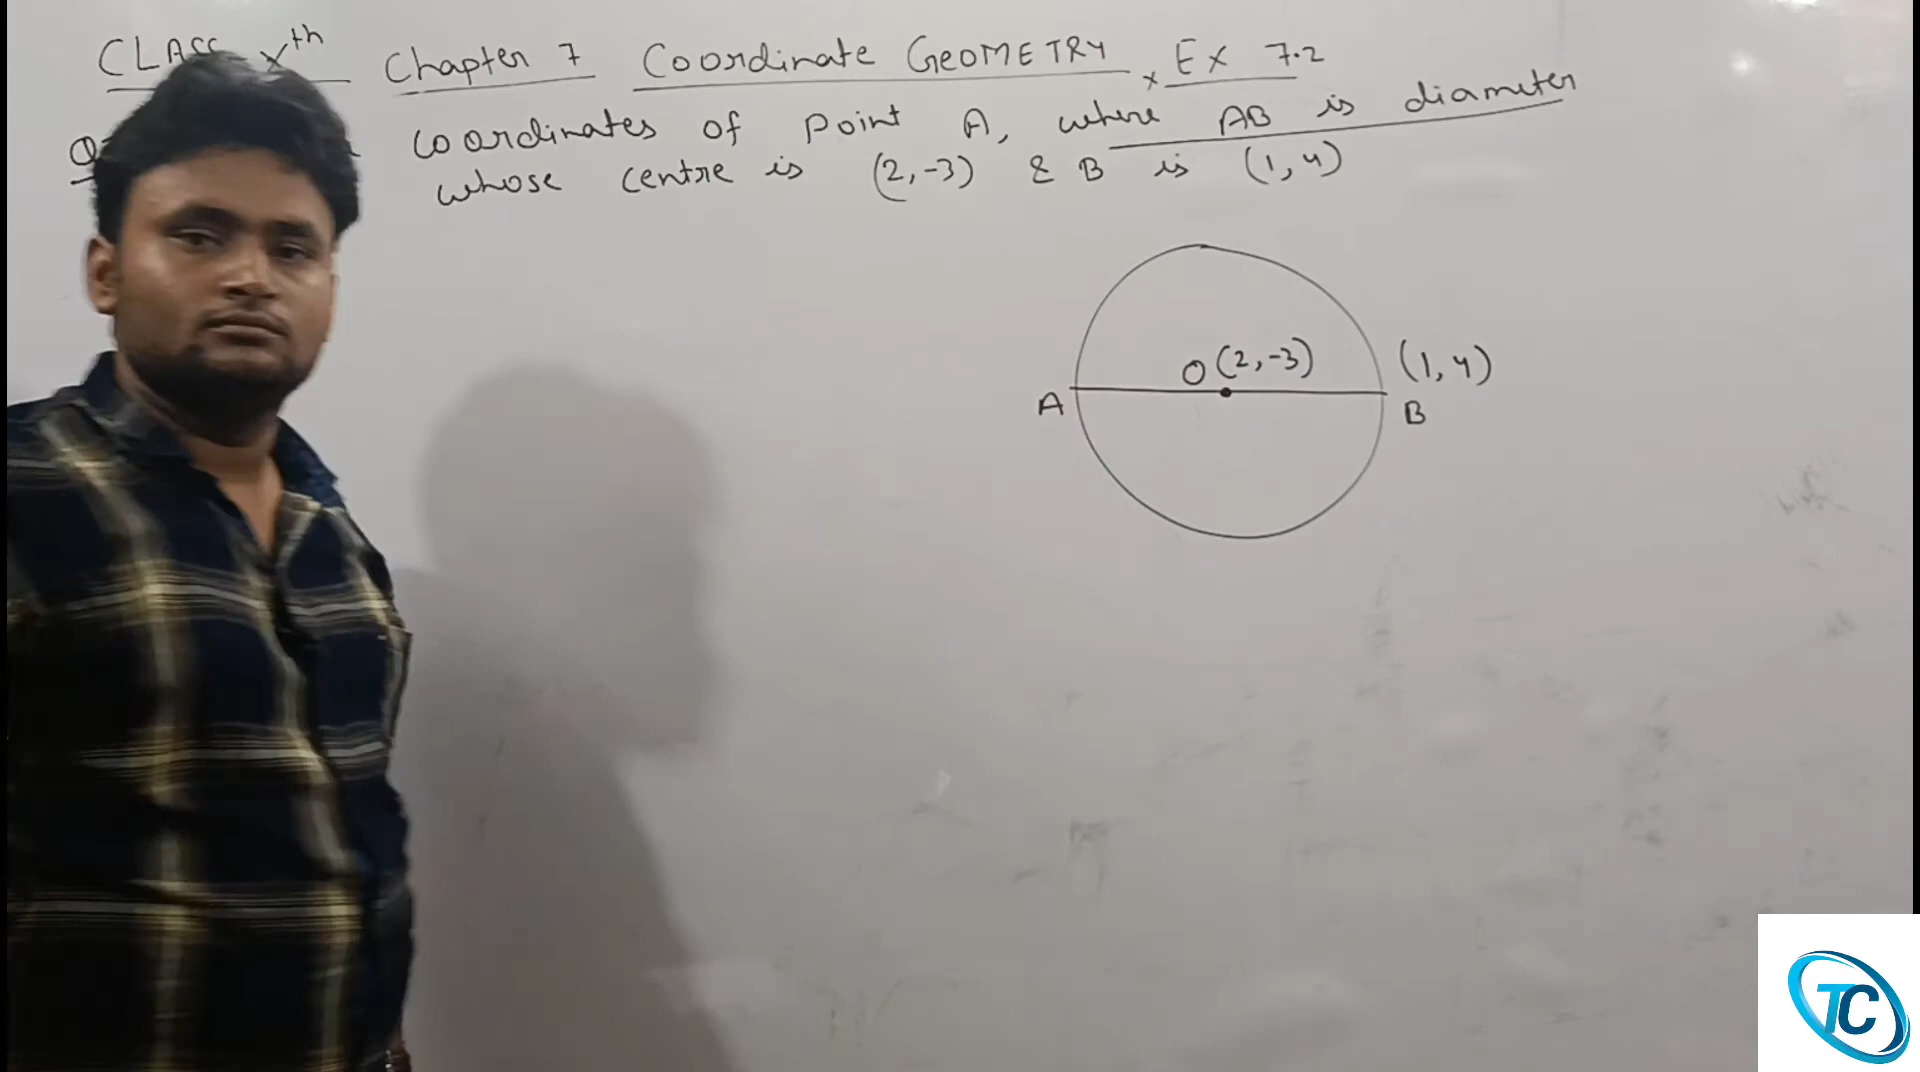 CLASS Xth Chapter 7 Coordinate GEOMETRY Ex 7.2
coordinates of point A, where AB is diameter
whose centre is (2,-3) & B is (1,4)
O(2,-3)
(1,4)
A
B
TC